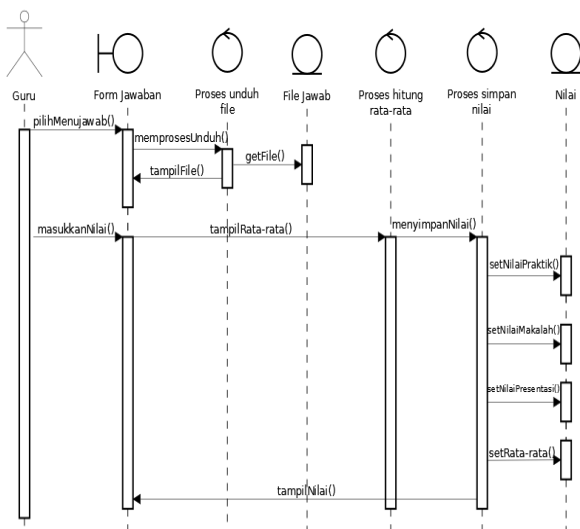 Guru
Form Jawaban
Proses unduh
file
File Jawab
Proses hitung
rata-rata
Proses simpan
nilai
Nilai
pilihMenujawab()
memprosesUnduh()
getFile()
tampilFile()
masukkanNilai()
tampilRata-rata()
menyimpanNilai()
setNilaiPraktik()
setNilaiMakalah()
setNilaiPresentasi()
setRata-rata()
tampilNilai()